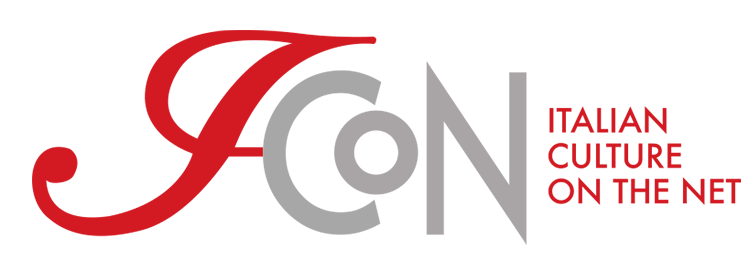 ICoN
ITALIAN
CULTURE
ON THE NET